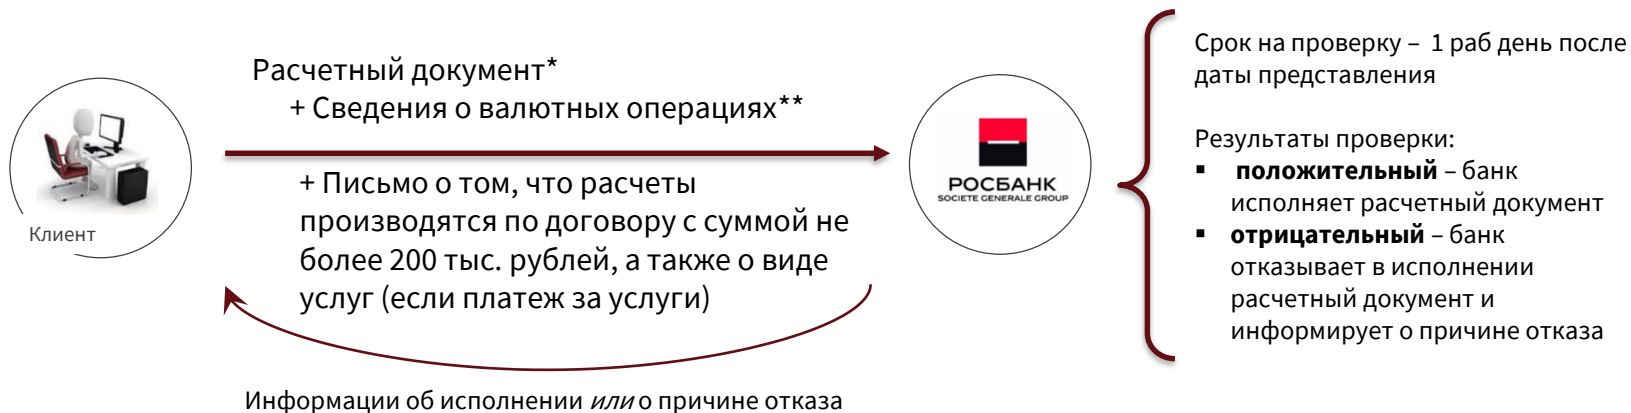 Клиент
Расчетный документ*
+ Сведения о валютных операциях**
+ Письмо о том, что расчеты
производятся по договору с суммой не
более 200 тыс. рублей, а также о виде
услуг (если платеж за услуги)
Информации об исполнении или о причине отказа
РОСБАНК
SOCIETE GENERALE GROUP
Срок на проверку – 1 раб день после
даты представления
Результаты проверки:
▪ положительный – банк
исполняет расчетный документ
▪ отрицательный – банк
отказывает в исполнении
расчетный документ и
информирует о причине отказа